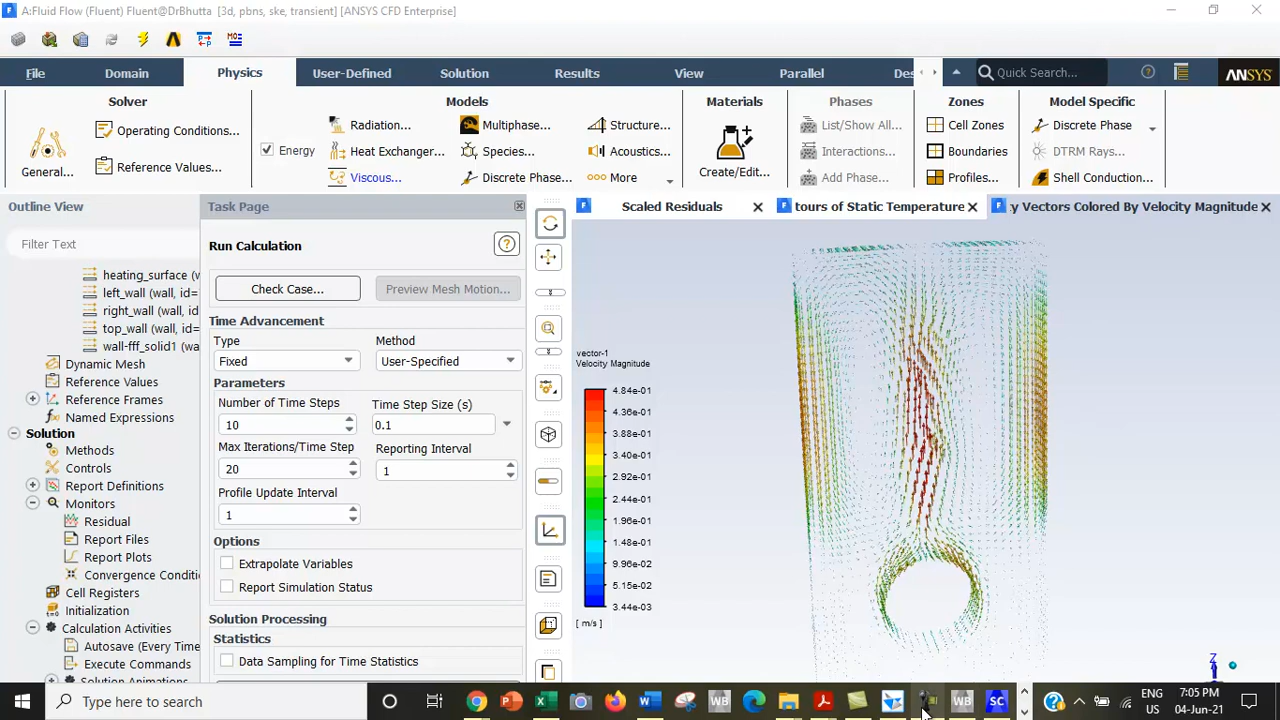 A:Fluid Flow (Fluent) Fluent@DrBhutta [3d, pbns, ske, transient] [ANSYS CFD Enterprise]
File Domain Physics User-Defined Solution Results View Parallel Des Quick Search... ANSYS
Solver Models Materials Phases Zones Model Specific
General... Operating Conditions... Energy Radiation... Multiphase... Structure... Create/Edit... List/Show All... Cell Zones Discrete Phase
Heat Exchanger... Species... Acoustics... Interactions... Boundaries DTRM Rays...
Reference Values... Viscous... Discrete Phase... More Add Phase... Profiles... Shell Conduction...
Outline View
Filter Text
heating_surface (w
left_wall (wall, id=
right_wall (wall, id
top_wall (wall, id=
wall-fff_solid1 (wa
Dynamic Mesh
Reference Values
Reference Frames
Named Expressions
Solution
Methods
Controls
Report Definitions
Monitors
Residual
Report Files
Report Plots
Convergence Conditi
Cell Registers
Initialization
Calculation Activities
Autosave (Every Time
Execute Commands
Task Page
Run Calculation
Check Case... Preview Mesh Motion...
Time Advancement
Type Method
Fixed User-Specified
Parameters
Number of Time Steps Time Step Size (s)
10 0.1
Max Iterations/Time Step Reporting Interval
20 1
Profile Update Interval
1
Options
Extrapolate Variables
Report Simulation Status
Solution Processing
Statistics
Data Sampling for Time Statistics
Scaled Residuals tours of Static Temperature y Vectors Colored By Velocity Magnitude
vector-1
Velocity Magnitude
4.84e-01
4.36e-01
3.88e-01
3.40e-01
2.92e-01
2.44e-01
1.96e-01
1.48e-01
9.96e-02
5.15e-02
3.44e-03
[ m/s ]
Z
Type here to search
WB WB SC
ENG
US
7:05 PM
04-Jun-21